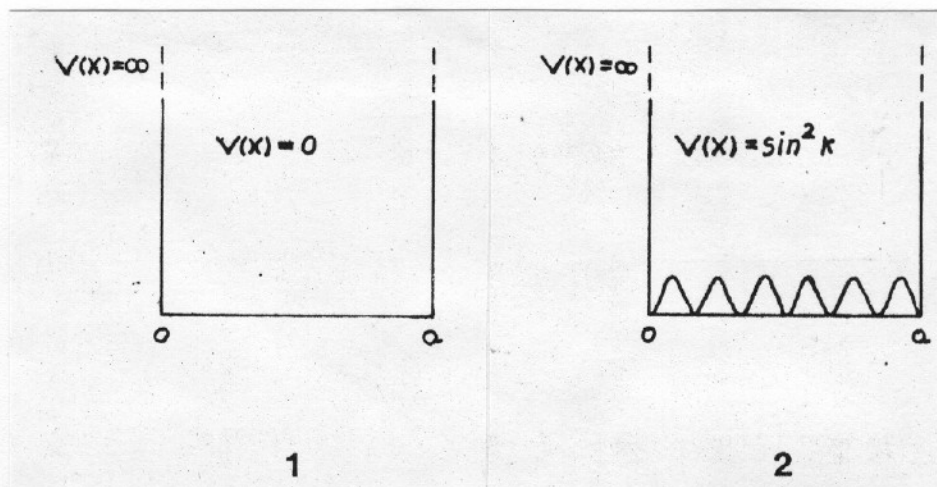 V(X)=∞
V(X) = 0
0
a
1
V(X)=∞
V(X) = sin² k
0
a
2